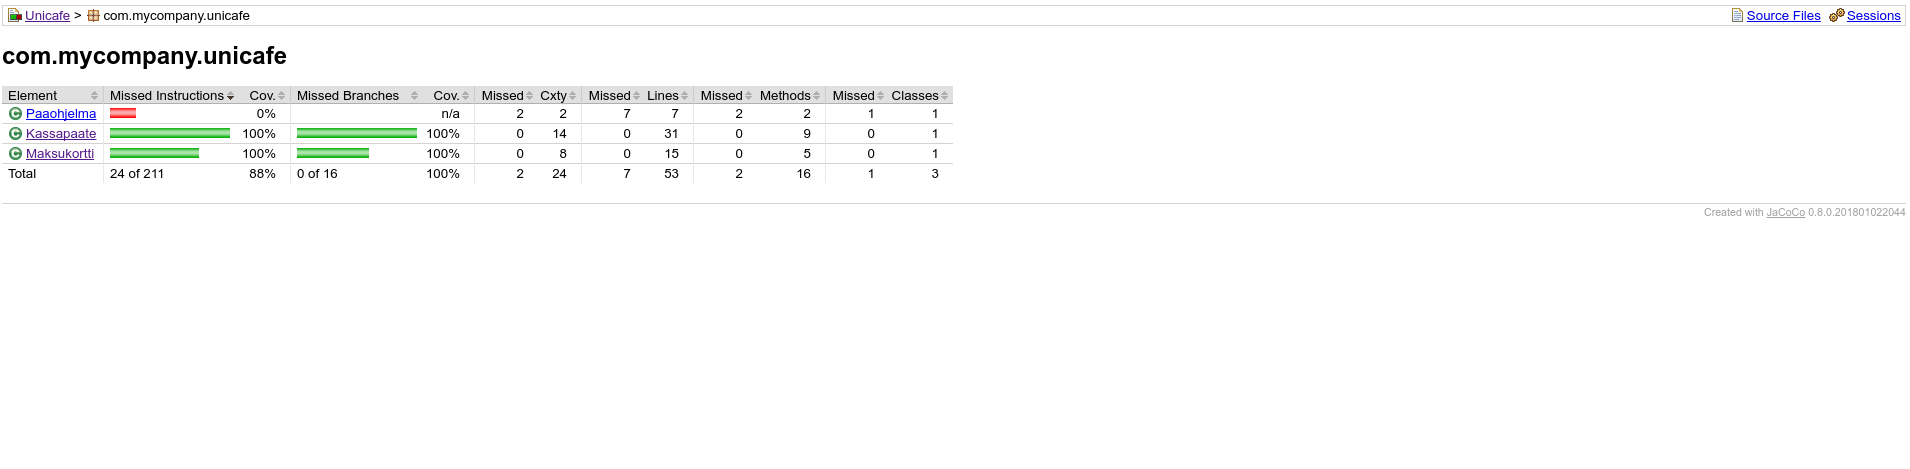 Unicafe > com.mycompany.unicafe Source Files Sessions
com.mycompany.unicafe
Element Missed Instructions Cov. Missed Branches Cov. Missed Cxty Missed Lines Missed Methods Missed Classes
Paaohjelma 0% n/a 2 2 7 7 2 2 1 1
Kassapaate 100% 100% 0 14 0 31 0 9 0 1
Maksukortti 100% 100% 0 8 0 15 0 5 0 1
Total 24 of 211 88% 0 of 16 100% 2 24 7 53 2 16 1 3
Created with JaCoCo 0.8.0.201801022044